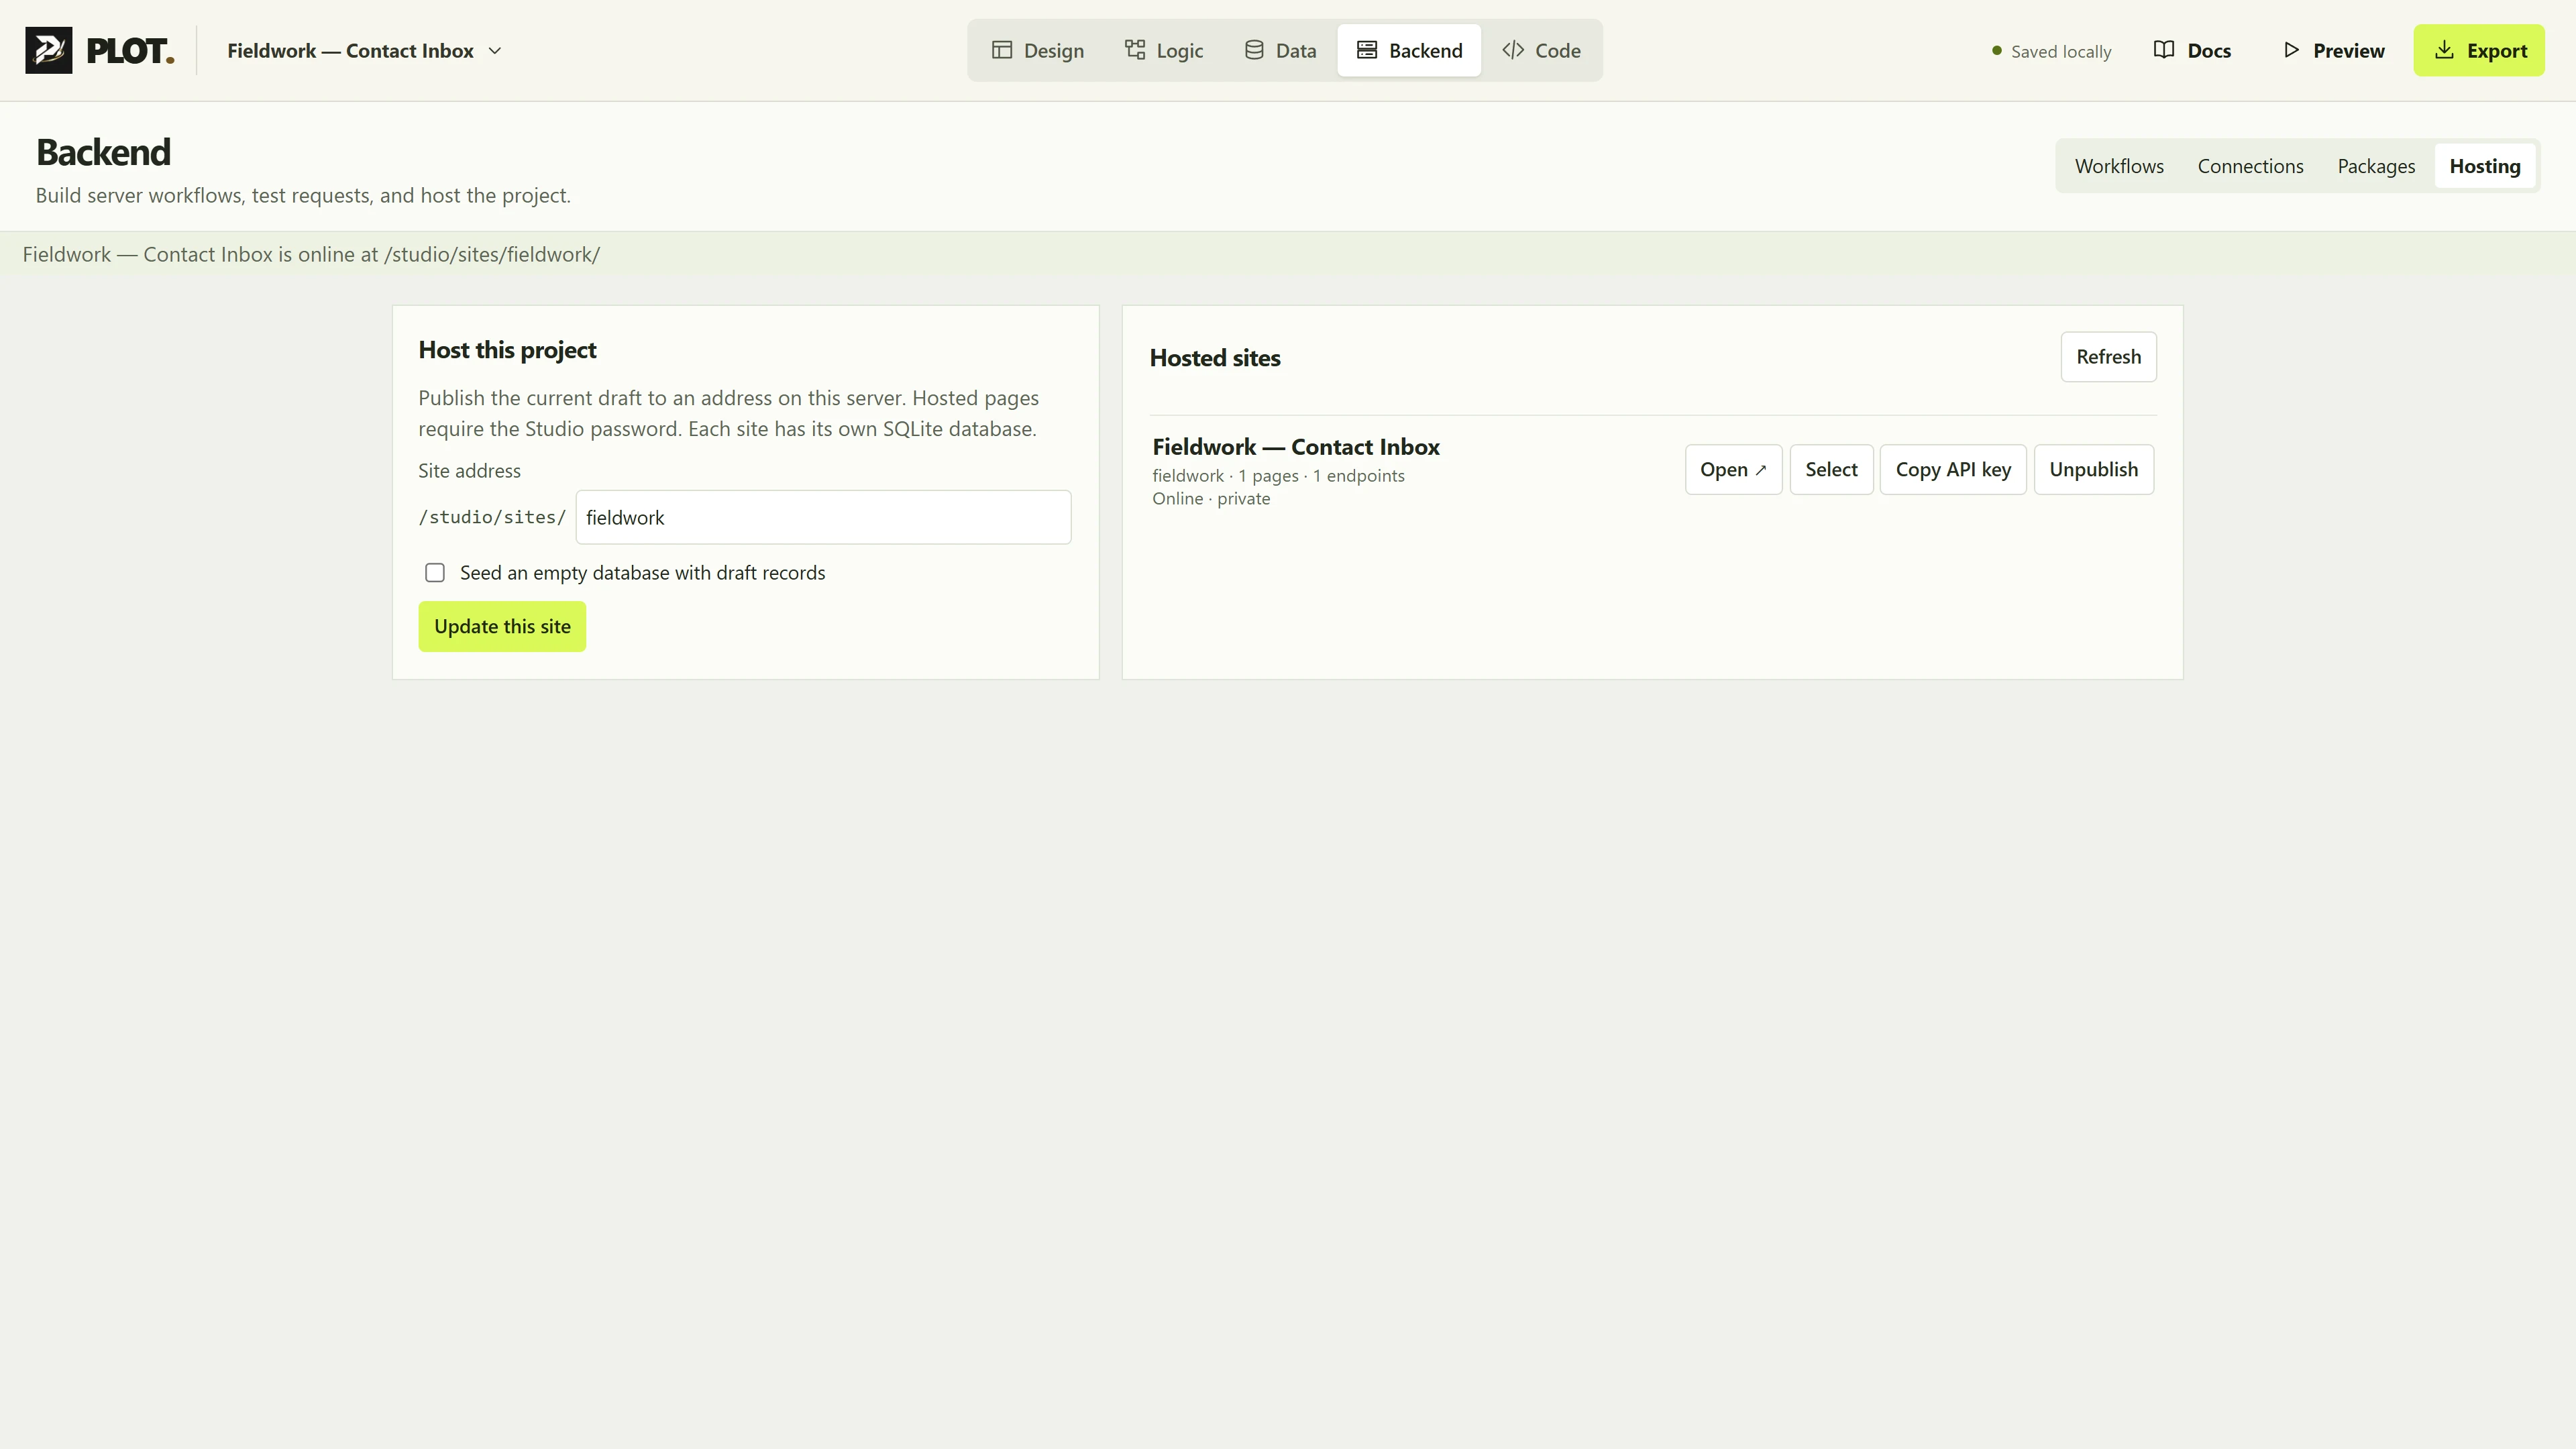 PLOT.
Fieldwork — Contact Inbox
Design
Logic
Data
Backend
Code
Saved locally
Docs
Preview
Export
Backend
Build server workflows, test requests, and host the project.
Workflows
Connections
Packages
Hosting
Fieldwork — Contact Inbox is online at /studio/sites/fieldwork/
Host this project
Publish the current draft to an address on this server. Hosted pages
require the Studio password. Each site has its own SQLite database.
Site address
/studio/sites/ fieldwork
Seed an empty database with draft records
Update this site
Hosted sites
Refresh
Fieldwork — Contact Inbox
fieldwork · 1 pages · 1 endpoints
Online · private
Open ↗
Select
Copy API key
Unpublish